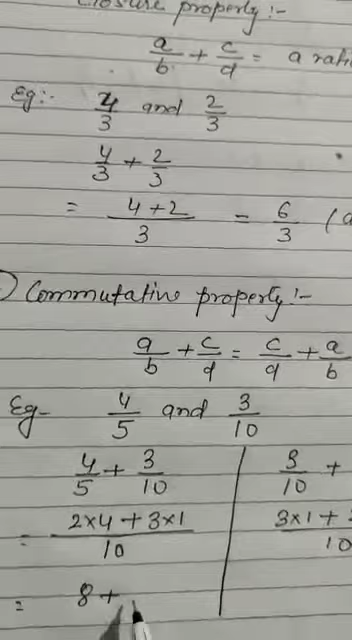 Closure property :-
a/b + c/d = a
Eg:- 4/3 and 2/3
4/3 + 2/3
= 4+2/3 = 6/3 (a
Commutative property :-
a/b + c/d = c/d + a/b
Eg- 4/5 and 3/10
4/5 + 3/10 3/10 +
= 2×4+3×1/10 3×1+ /10
= 8+